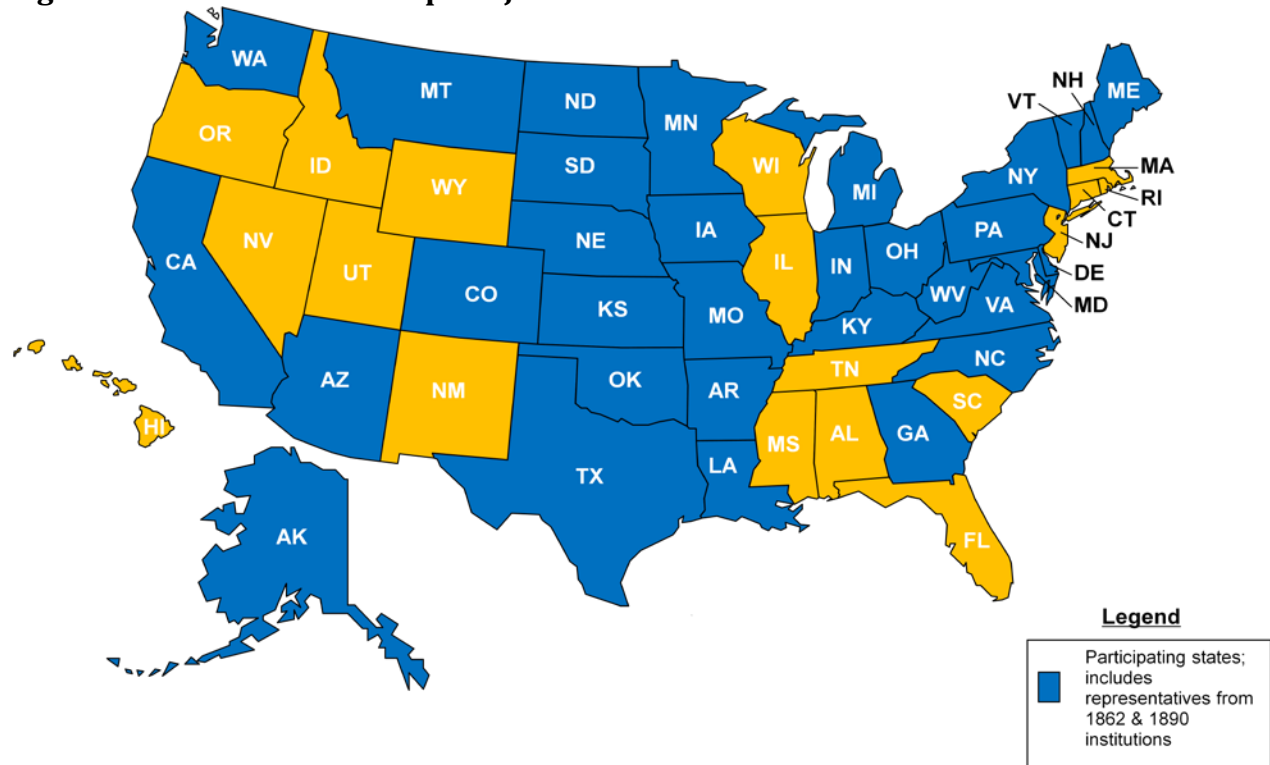 WA
MT
ND
MN
NH
VT
ME
OR
ID
WY
SD
WI
MI
NY
MA
RI
CT
NJ
CA
NV
UT
CO
NE
IA
IL
IN
OH
PA
DE
MD
WV
VA
KS
MO
KY
NC
AZ
NM
OK
AR
TN
SC
HI
TX
LA
MS
AL
GA
FL
AK
Legend
Participating states;
includes
representatives from
1862 & 1890
institutions